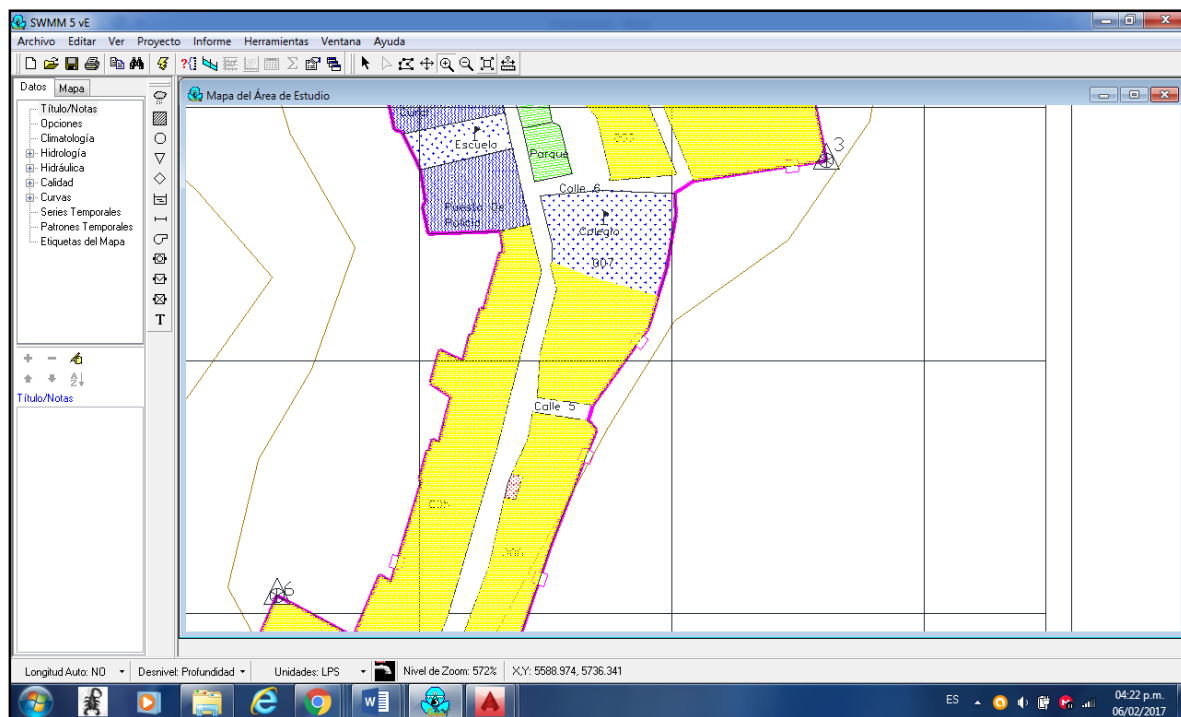 SWMM 5 vE
Archivo Editar Ver Proyecto Informe Herramientas Ventana Ayuda
Datos Mapa
Mapa del Área de Estudio
Título/Notas
Opciones
Climatología
Hidrología
Hidráulica
Calidad
Curvas
Series Temporales
Patrones Temporales
Etiquetas del Mapa
T
Título/Notas
Escuela
Parque
3
Calle 6
Puesto De
Policia
Colegio
007
Calle 5
6
Longitud Auto: NO Desnivel: Profundidad Unidades: LPS Nivel de Zoom: 572% X,Y: 5588.974, 5736.341
ES 04:22 p.m.
06/02/2017